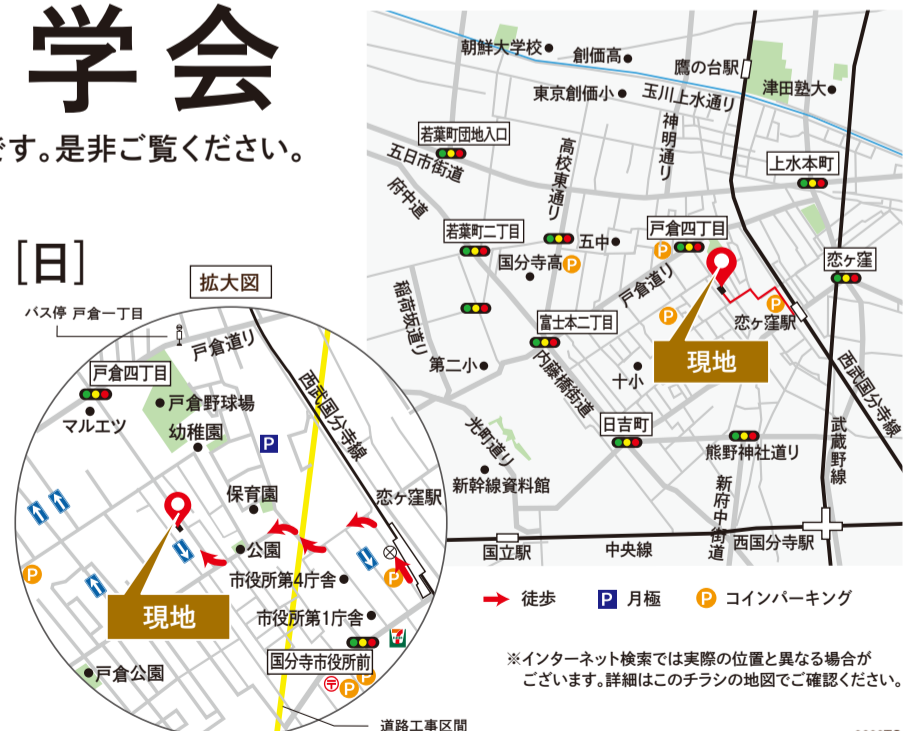 学会
です。是非ご覧ください。
[日]
拡大図
バス停 戸倉一丁目
戸倉道り
戸倉四丁目
マルエツ
戸倉野球場
幼稚園
P
西武国分寺線
保育園
恋ヶ窪駅
公園
P
P
現地
市役所第4庁舎
市役所第1庁舎
国分寺市役所前
7
戸倉公園
〒
P
P
道路工事区間
朝鮮大学校
創価高
鷹の台駅
東京創価小
玉川上水通り
津田塾大
若葉町団地入口
五日市街道
高校東通り
神明通り
上水本町
府中道
若葉町二丁目
五中
国分寺高
P
P
戸倉四丁目
恋ヶ窪
戸倉道り
稲荷坂道り
富士本二丁目
P
P
恋ヶ窪駅
現地
第二小
内藤橋街道
十小
西武国分寺線
光町道り
日吉町
熊野神社道り
武蔵野線
新幹線資料館
新府中街道
国立駅
中央線
西国分寺駅
徒歩
P 月極
P コインパーキング
※インターネット検索では実際の位置と異なる場合が
ございます。詳細はこのチラシの地図でご確認ください。